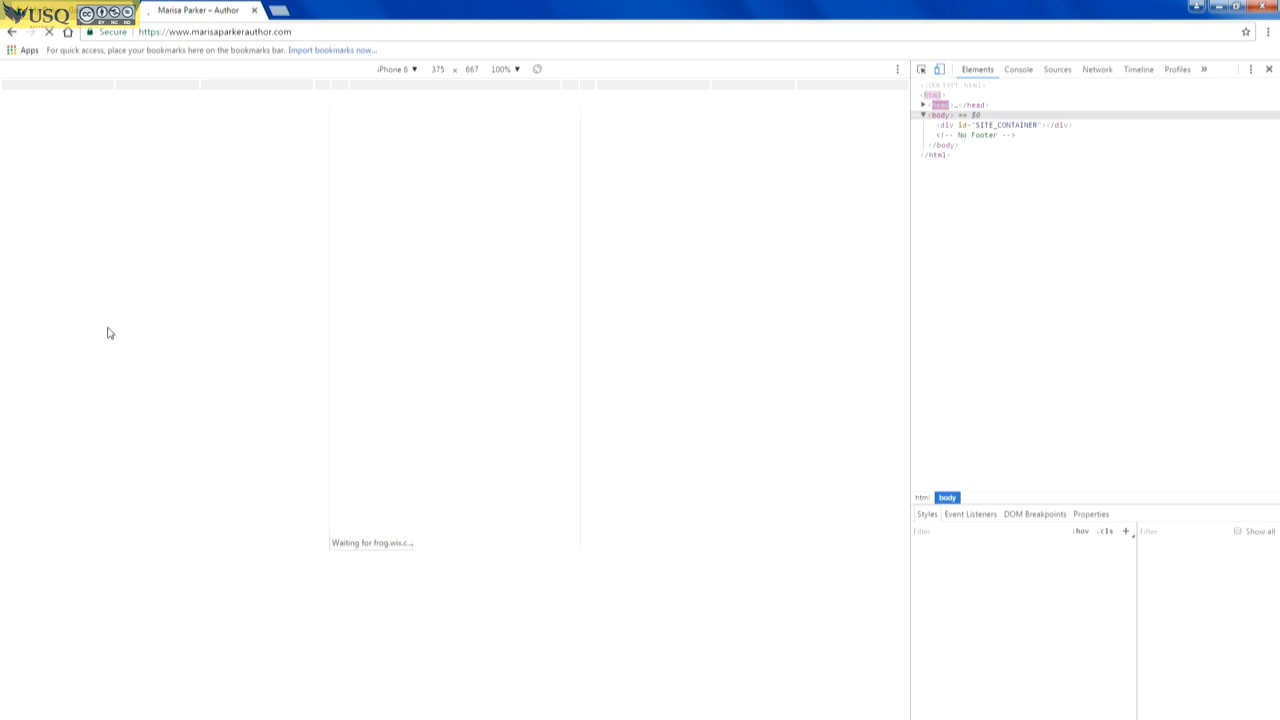 USQ
BY NC ND
Marisa Parker – Author
Secure https://www.marisaparkerauthor.com
Apps For quick access, place your bookmarks here on the bookmarks bar. Import bookmarks now...
iPhone 6 ▼ 375 × 667 100% ▼
Elements Console Sources Network Timeline Profiles »
<!DOCTYPE html>
<html>
<head>…</head>
<body> == $0
<div id="SITE_CONTAINER"></div>
<!-- No Footer -->
</body>
</html>
html body
Styles Event Listeners DOM Breakpoints Properties
Filter :hov .cls + Filter Show all
Waiting for frog.wix.c...